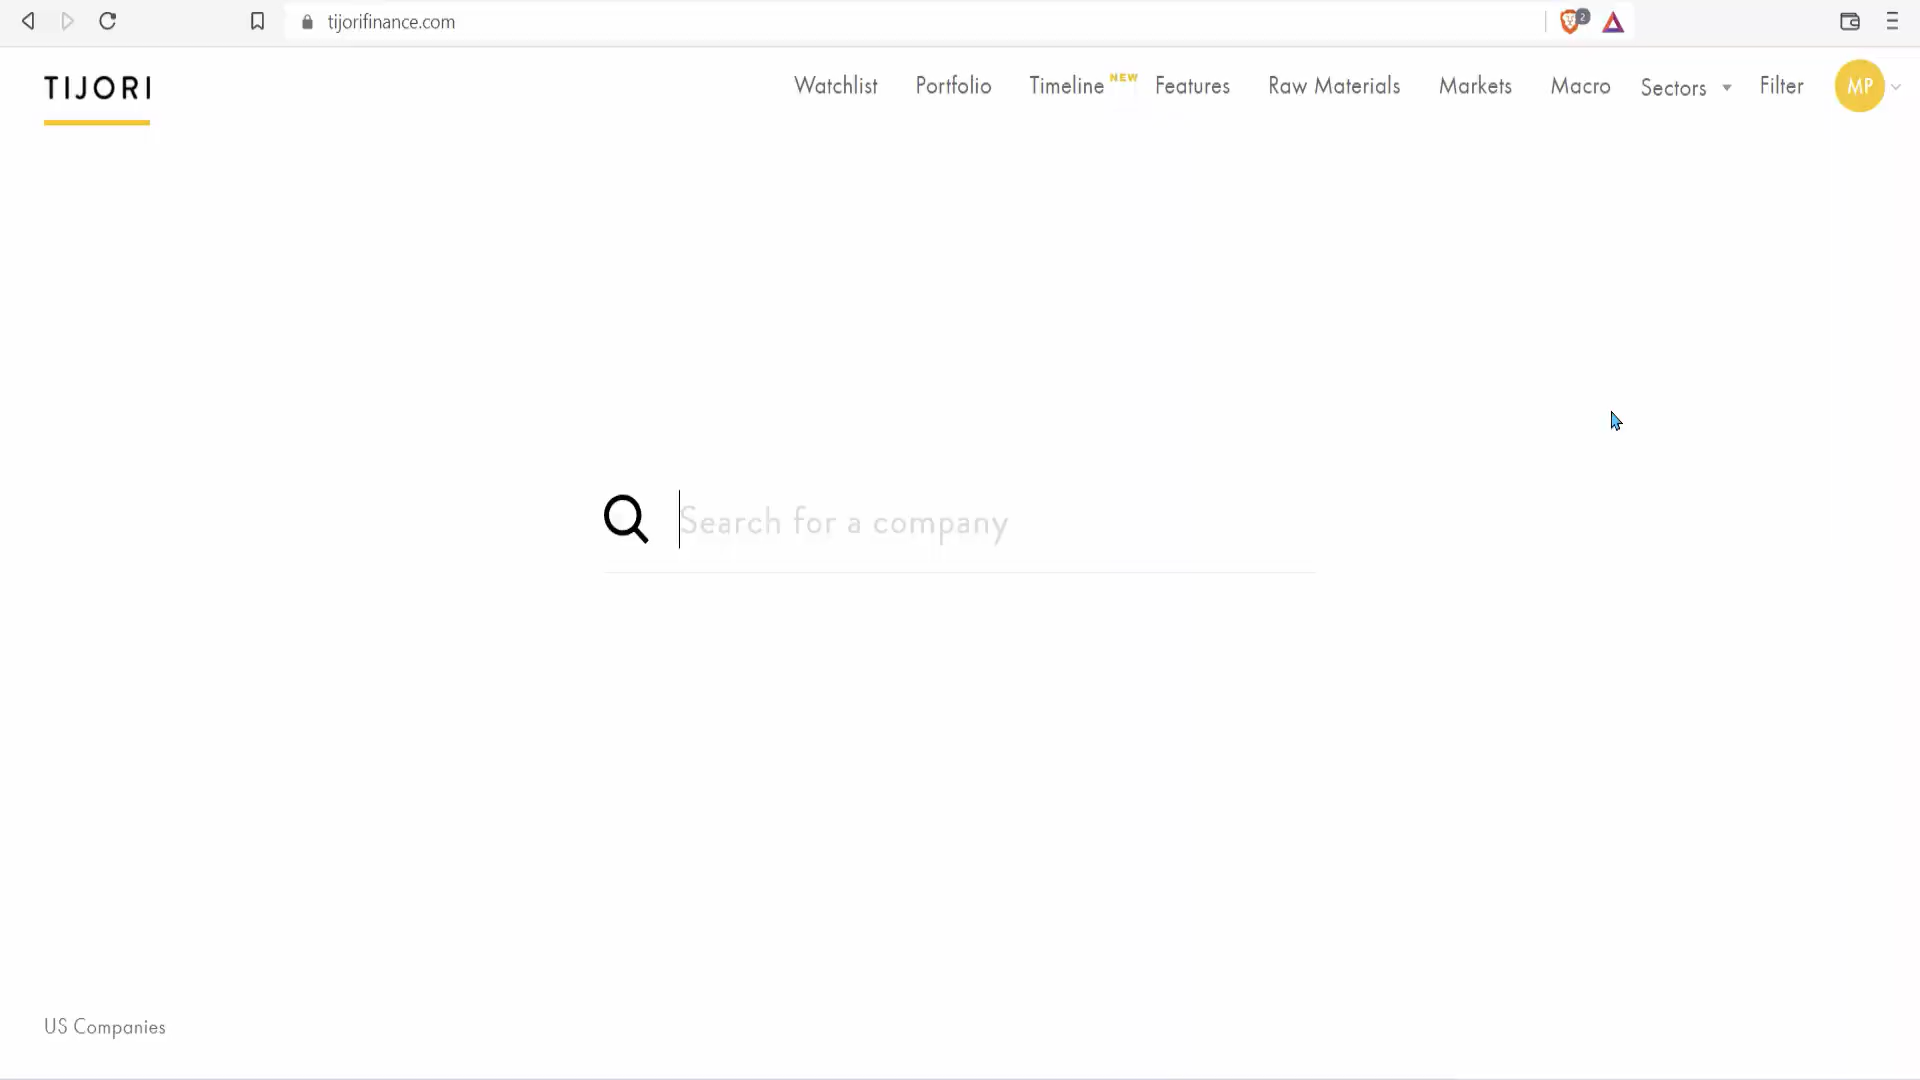 tijorifinance.com
2
TIJORI
Watchlist Portfolio Timeline NEW Features Raw Materials Markets Macro Sectors Filter MP
Search for a company
US Companies